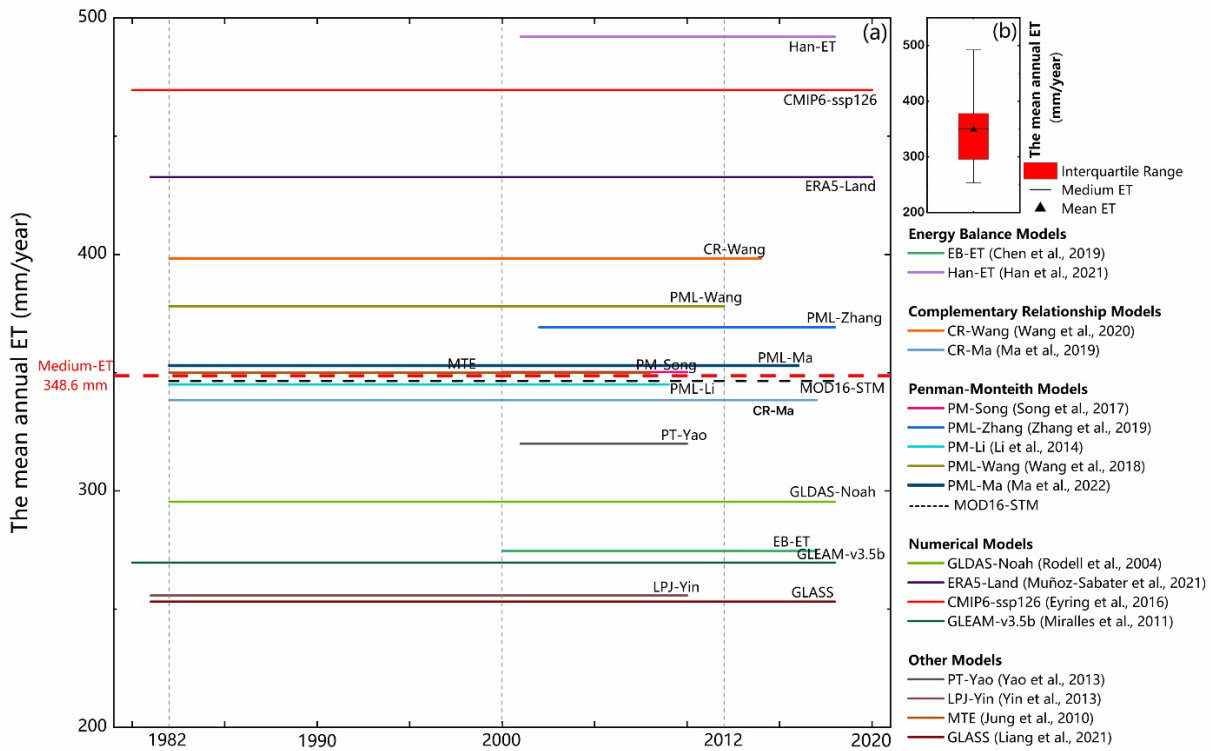 500
400
300
200
The mean annual ET (mm/year)
(a)
Han-ET
CMIP6-ssp126
ERA5-Land
CR-Wang
PML-Wang
PML-Zhang
Medium-ET
348.6 mm
MTE
PM-Song
PML-Ma
PML-Li
MOD16-STM
CR-Ma
PT-Yao
GLDAS-Noah
EB-ET
GLEAM-v3.5b
LPJ-Yin
GLASS
1982
1990
2000
2012
2020
(b)
500
400
300
200
The mean annual ET
(mm/year)
Interquartile Range
Medium ET
Mean ET
Energy Balance Models
EB-ET (Chen et al., 2019)
Han-ET (Han et al., 2021)
Complementary Relationship Models
CR-Wang (Wang et al., 2020)
CR-Ma (Ma et al., 2019)
Penman-Monteith Models
PM-Song (Song et al., 2017)
PML-Zhang (Zhang et al., 2019)
PM-Li (Li et al., 2014)
PML-Wang (Wang et al., 2018)
PML-Ma (Ma et al., 2022)
MOD16-STM
Numerical Models
GLDAS-Noah (Rodell et al., 2004)
ERA5-Land (Muñoz-Sabater et al., 2021)
CMIP6-ssp126 (Eyring et al., 2016)
GLEAM-v3.5b (Miralles et al., 2011)
Other Models
PT-Yao (Yao et al., 2013)
LPJ-Yin (Yin et al., 2013)
MTE (Jung et al., 2010)
GLASS (Liang et al., 2021)